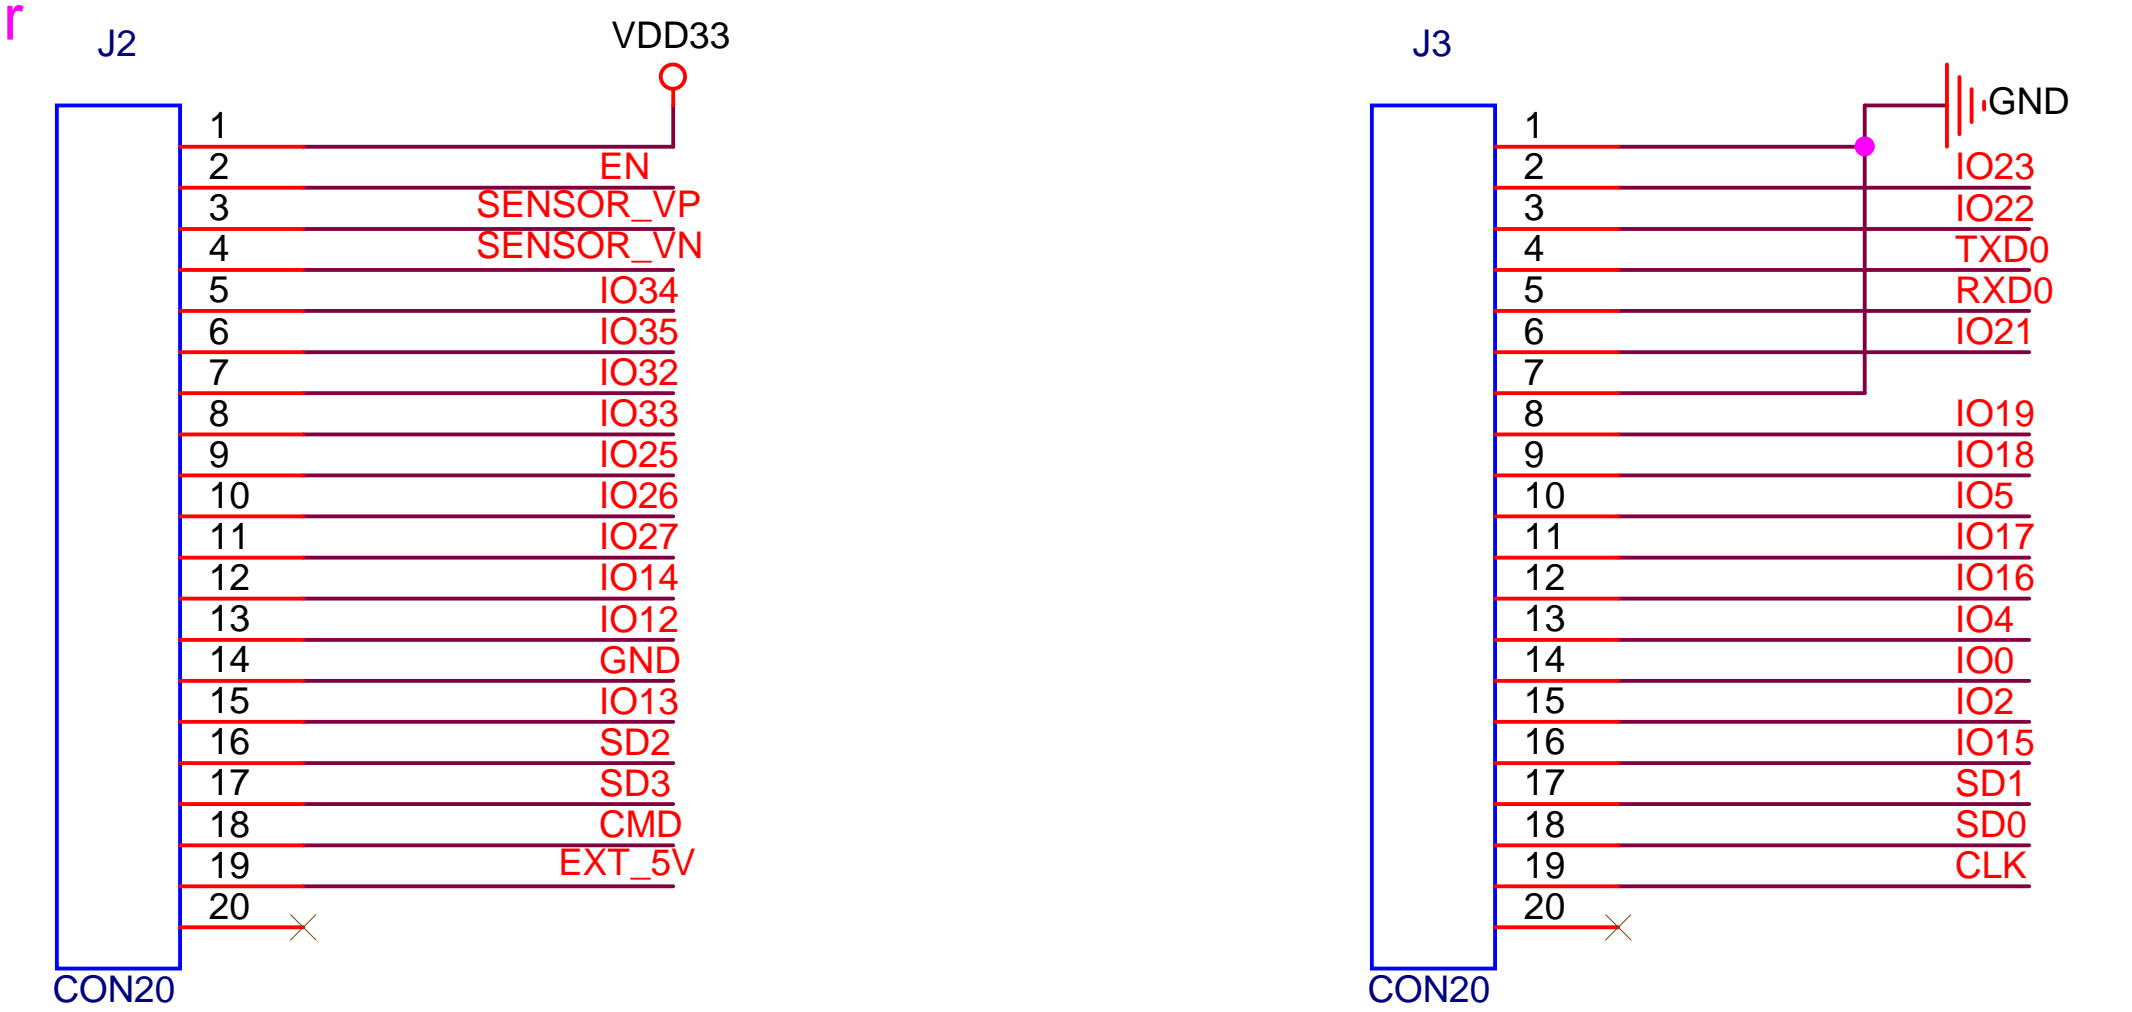 r
J2
VDD33
1
2 EN
3 SENSOR_VP
4 SENSOR_VN
5 IO34
6 IO35
7 IO32
8 IO33
9 IO25
10 IO26
11 IO27
12 IO14
13 IO12
14 GND
15 IO13
16 SD2
17 SD3
18 CMD
19 EXT_5V
20
CON20
J3
GND
1
2 IO23
3 IO22
4 TXD0
5 RXD0
6 IO21
7
8 IO19
9 IO18
10 IO5
11 IO17
12 IO16
13 IO4
14 IO0
15 IO2
16 IO15
17 SD1
18 SD0
19 CLK
20
CON20